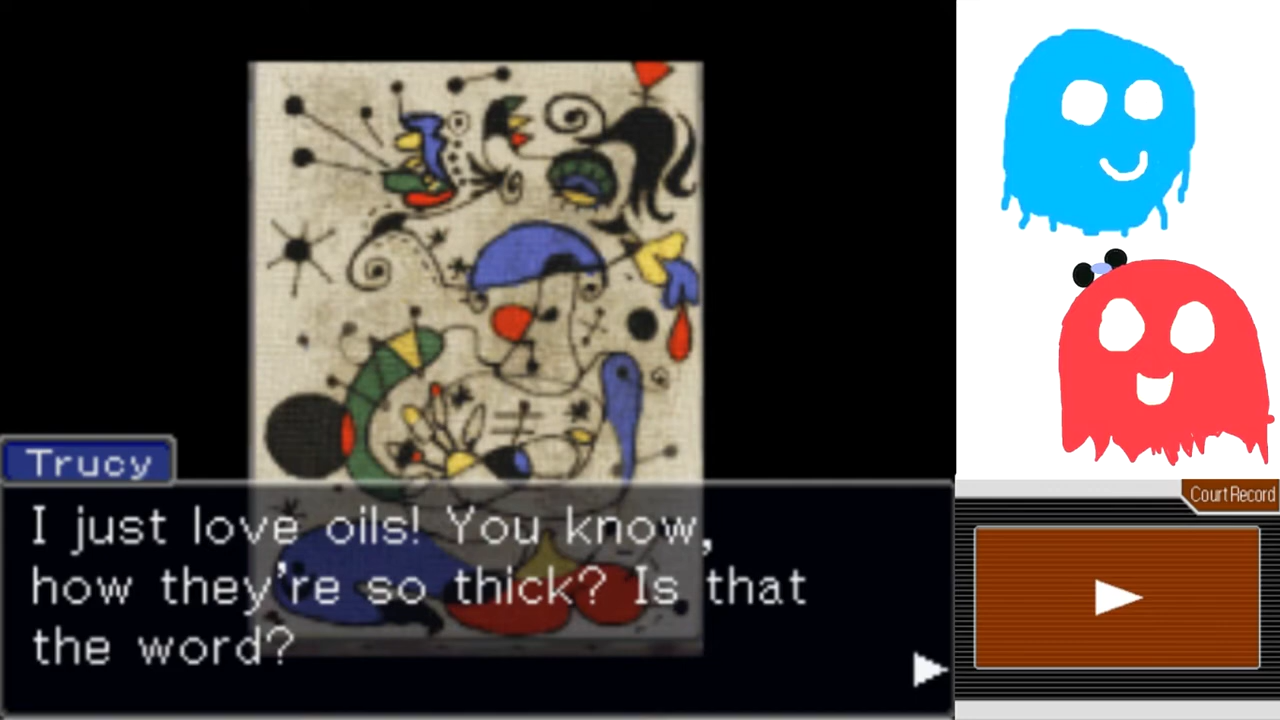 Trucy
I just love oils! You know,
how they're so thick? Is that
the word?
Court Record